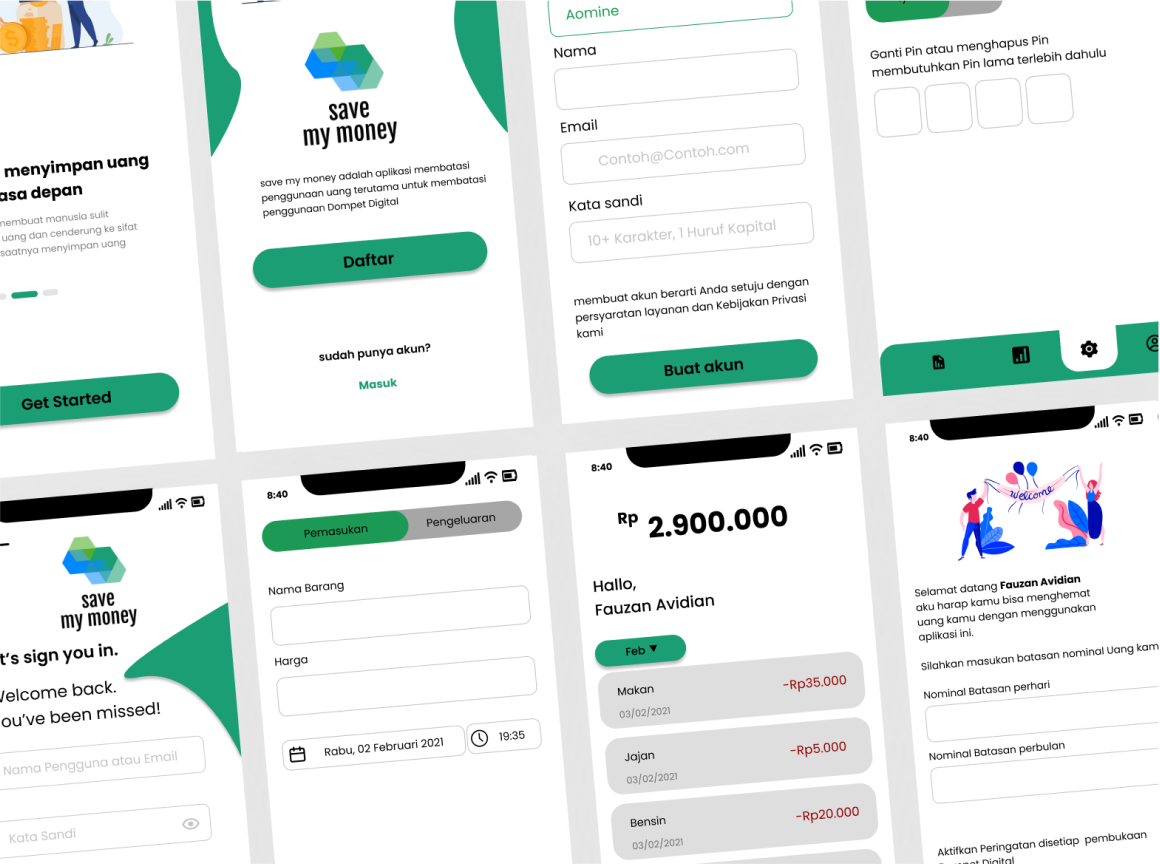 menyimpan uang
asa depan
membuat manusia sulit
uang dan cenderung ke sifat
saatnya menyimpan uang
Get Started
save
my money
save my money adalah aplikasi membatasi
penggunaan uang terutama untuk membatasi
penggunaan Dompet Digital
Daftar
sudah punya akun?
Masuk
Aomine
Nama
Email
Contoh@Contoh.com
Kata sandi
10+ Karakter, 1 Huruf Kapital
membuat akun berarti Anda setuju dengan
persyaratan layanan dan Kebijakan Privasi
kami
Buat akun
Ganti Pin atau menghapus Pin
membutuhkan Pin lama terlebih dahulu
save
my money
t's sign you in.
elcome back.
ou've been missed!
Nama Pengguna atau Email
Kata Sandi
8:40
Pemasukan
Pengeluaran
Nama Barang
Harga
Rabu, 02 Februari 2021
19:35
8:40
Rp 2.900.000
Hallo,
Fauzan Avidian
Feb ▼
Makan
-Rp35.000
03/02/2021
Jajan
-Rp5.000
03/02/2021
Bensin
-Rp20.000
03/02/2021
8:40
welcome
Selamat datang Fauzan Avidian
aku harap kamu bisa menghemat
uang kamu dengan menggunakan
aplikasi ini.
Silahkan masukan batasan nominal Uang kam
Nominal Batasan perhari
Nominal Batasan perbulan
Aktifkan Peringatan disetiap pembukaan
Dompet Digital